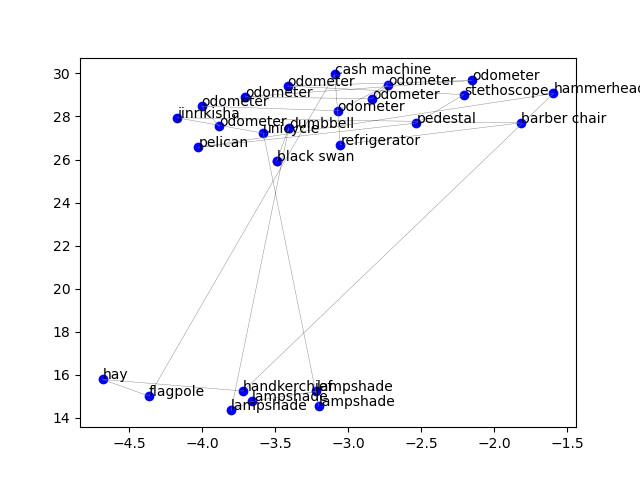 30
28
26
24
22
20
18
16
14
−4.5
−4.0
−3.5
−3.0
−2.5
−2.0
−1.5
cash machine
odometer
odometer
odometer
stethoscope
hammerhead
odometer
odometer
odometer
odometer
jinrikisha
odometer
dumbbell
unicycle
pedestal
barber chair
pelican
refrigerator
black swan
hay
flagpole
handkerchief
lampshade
lampshade
lampshade
lampshade